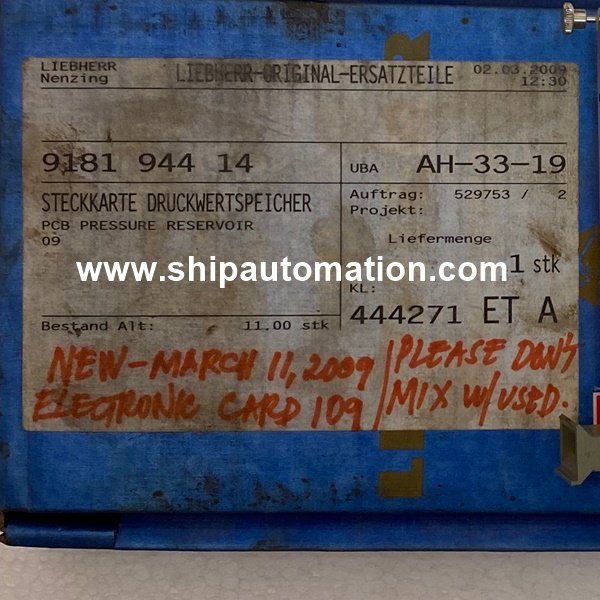 LIEBHERR
Nenzing
LIEBHERR-ORIGINAL-ERSATZTEILE
02.03.2009
12:30
9181 944 14
UBA AH-33-19
STECKKARTE DRUCKWERTSPEICHER
PCB PRESSURE RESERVOIR
09
Auftrag: 529753 / 2
Projekt:
Liefermenge
1 stk
www.shipautomation.com
KL:
444271 ET A
Bestand Alt: 11.00 stk
NEW-MARCH 11, 2009
ELECTRONIC CARD 109
PLEASE DON'T
MIX W/USED.